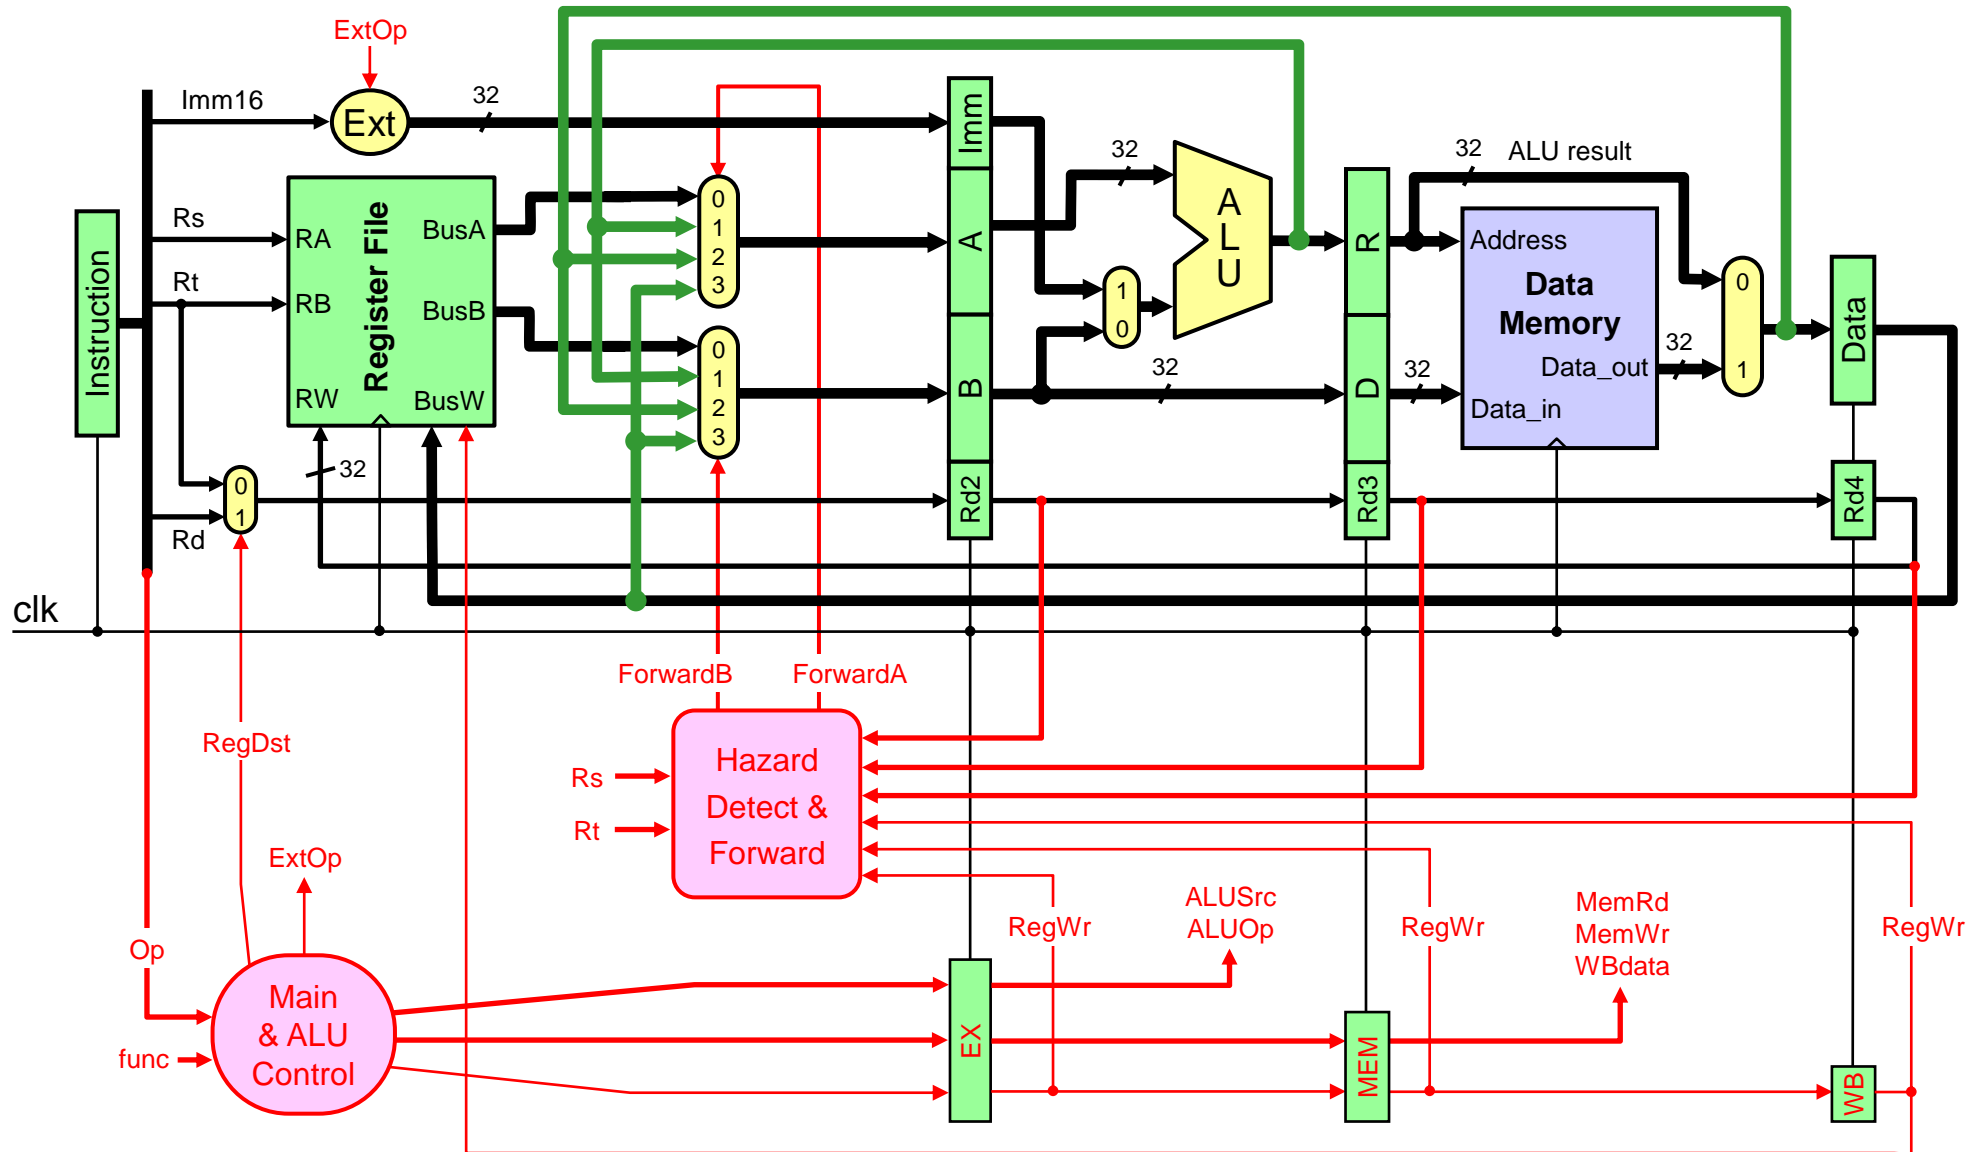 ExtOp
Imm16
Ext
32
Rs
Rt
Rd
Instruction
RA
RB
RW
Register File
BusA
BusB
BusW
32
0
1
0
1
2
3
0
1
2
3
Imm
A
B
Rd2
32
1
0
32
A
L
U
R
D
Rd3
32
ALU result
32
Address
Data
Memory
Data_out
Data_in
32
0
1
Data
Rd4
clk
ForwardB
ForwardA
RegDst
Rs
Rt
Hazard
Detect &
Forward
ExtOp
Op
func
Main
& ALU
Control
RegWr
ALUSrc
ALUOp
RegWr
MemRd
MemWr
WBdata
RegWr
EX
MEM
WB